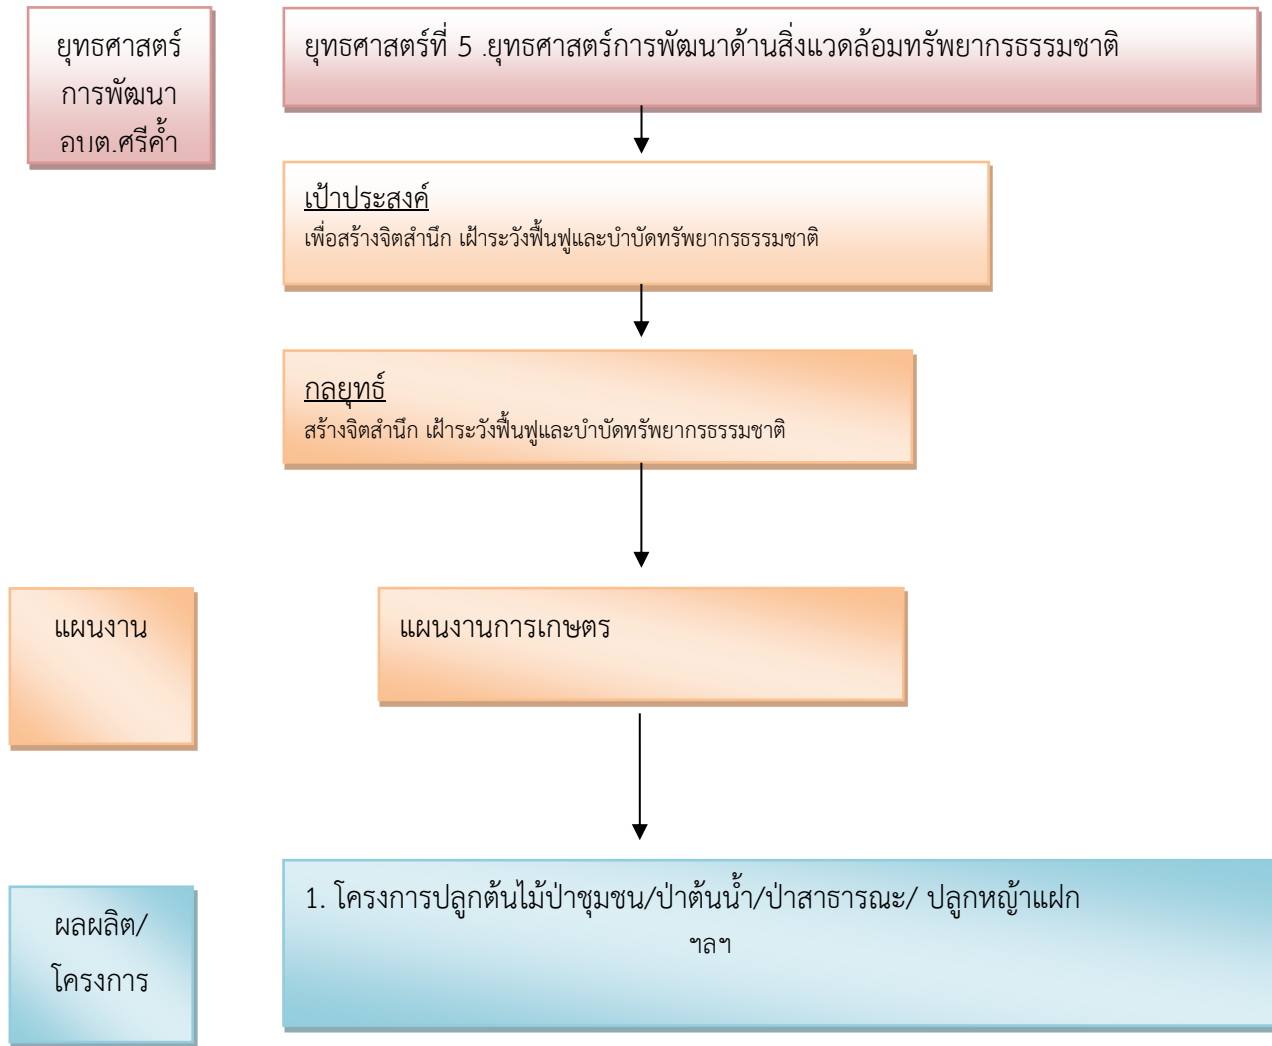 ยุทธศาสตร์
การพัฒนา
อบต.ศรีค้ำ
ยุทธศาสตร์ที่ 5 .ยุทธศาสตร์การพัฒนาด้านสิ่งแวดล้อมทรัพยากรธรรมชาติ
เป้าประสงค์
เพื่อสร้างจิตสำนึก เฝ้าระวังฟื้นฟูและบำบัดทรัพยากรธรรมชาติ
กลยุทธ์
สร้างจิตสำนึก เฝ้าระวังฟื้นฟูและบำบัดทรัพยากรธรรมชาติ
แผนงาน
แผนงานการเกษตร
ผลผลิต/
โครงการ
1. โครงการปลูกต้นไม้ป่าชุมชน/ป่าต้นน้ำ/ป่าสาธารณะ/ ปลูกหญ้าแฝก
ฯลฯ